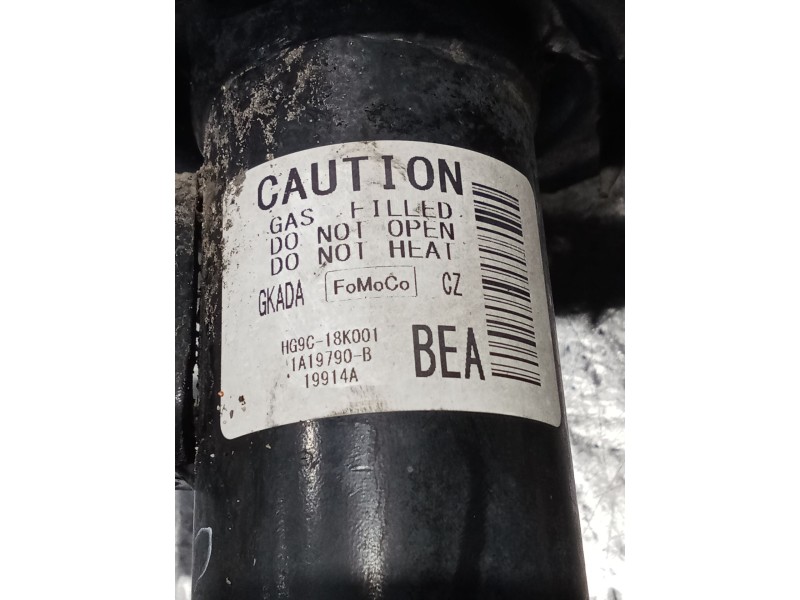 CAUTION
GAS FILLED
DO NOT OPEN
DO NOT HEAT
GKADA FoMoCo CZ
HG9C-18K001
1A19790-B
19914A
BEA